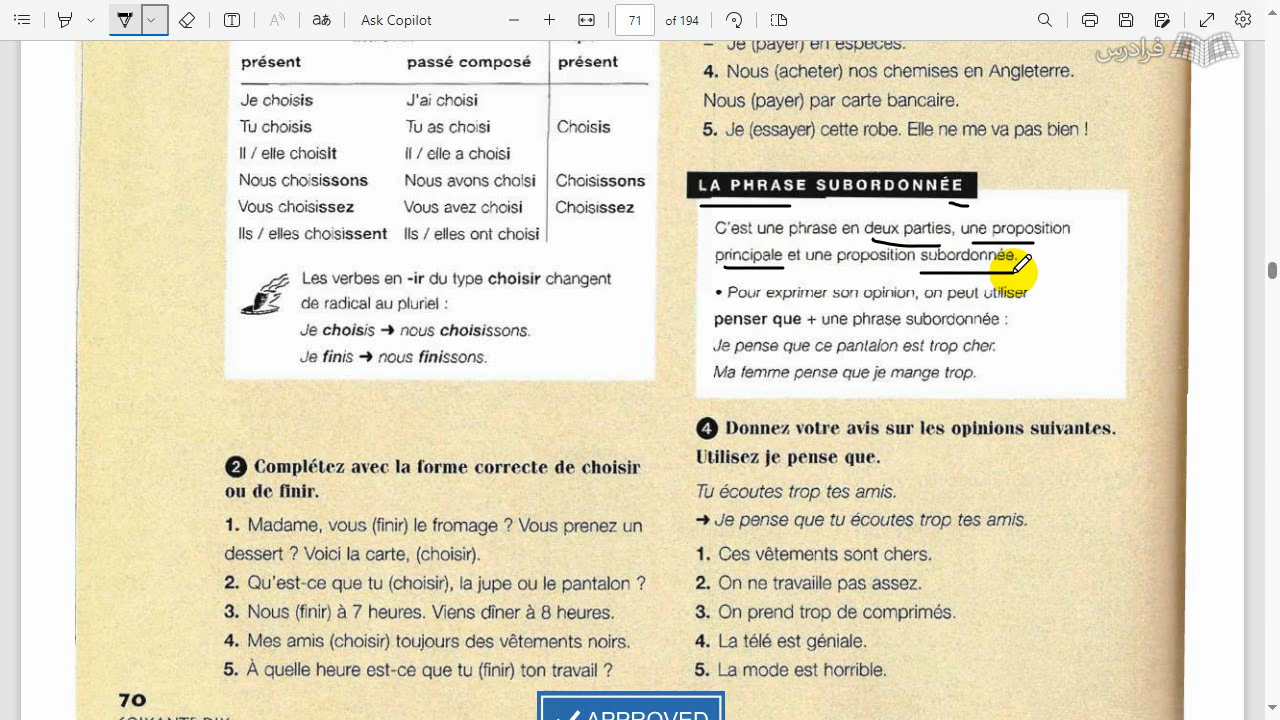 Ask Copilot
71 of 194
فرادرس
présent passé composé présent
Je choisis J'ai choisi
Tu choisis Tu as choisi Choisis
Il / elle choisit Il / elle a choisi
Nous choisissons Nous avons choisi Choisissons
Vous choisissez Vous avez choisi Choisissez
Ils / elles choisissent Ils / elles ont choisi
Les verbes en -ir du type choisir changent
de radical au pluriel :
Je choisis ➜ nous choisissons.
Je finis ➜ nous finissons.
❷ Complétez avec la forme correcte de choisir
ou de finir.
1. Madame, vous (finir) le fromage ? Vous prenez un
dessert ? Voici la carte, (choisir).
2. Qu'est-ce que tu (choisir), la jupe ou le pantalon ?
3. Nous (finir) à 7 heures. Viens dîner à 8 heures.
4. Mes amis (choisir) toujours des vêtements noirs.
5. À quelle heure est-ce que tu (finir) ton travail ?
70
– Je (payer) en espèces.
4. Nous (acheter) nos chemises en Angleterre.
Nous (payer) par carte bancaire.
5. Je (essayer) cette robe. Elle ne me va pas bien !
LA PHRASE SUBORDONNÉE
C'est une phrase en deux parties, une proposition
principale et une proposition subordonnée.
• Pour exprimer son opinion, on peut utiliser
penser que + une phrase subordonnée :
Je pense que ce pantalon est trop cher.
Ma femme pense que je mange trop.
❹ Donnez votre avis sur les opinions suivantes.
Utilisez je pense que.
Tu écoutes trop tes amis.
➜ Je pense que tu écoutes trop tes amis.
1. Ces vêtements sont chers.
2. On ne travaille pas assez.
3. On prend trop de comprimés.
4. La télé est géniale.
5. La mode est horrible.
APPROVED